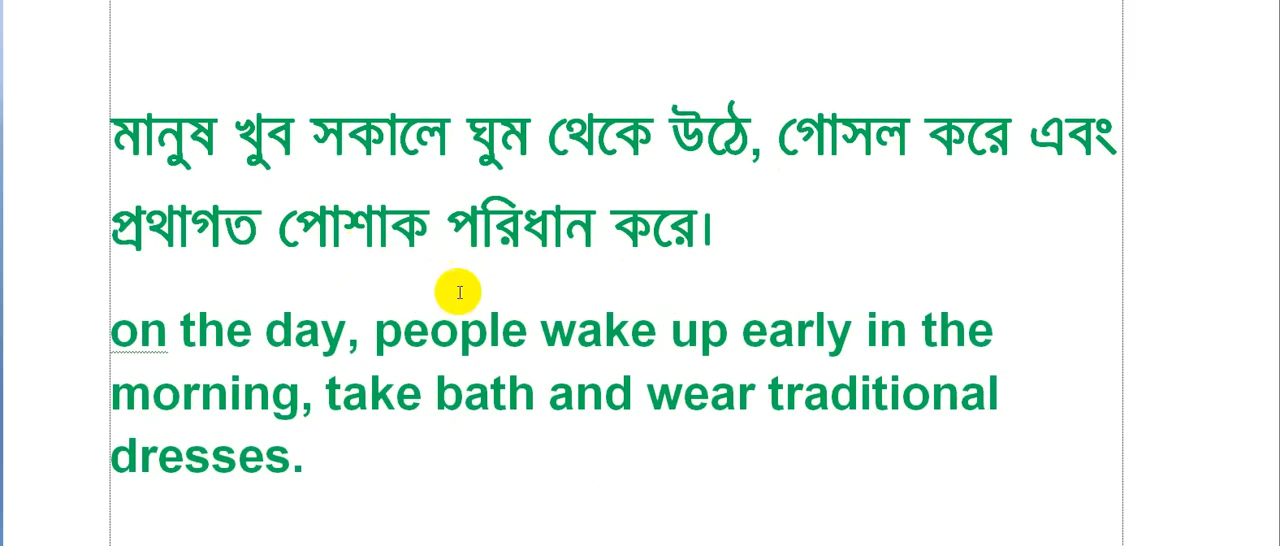 মানুষ খুব সকালে ঘুম থেকে উঠে, গোসল করে এবং
প্রথাগত পোশাক পরিধান করে।
on the day, people wake up early in the
morning, take bath and wear traditional
dresses.